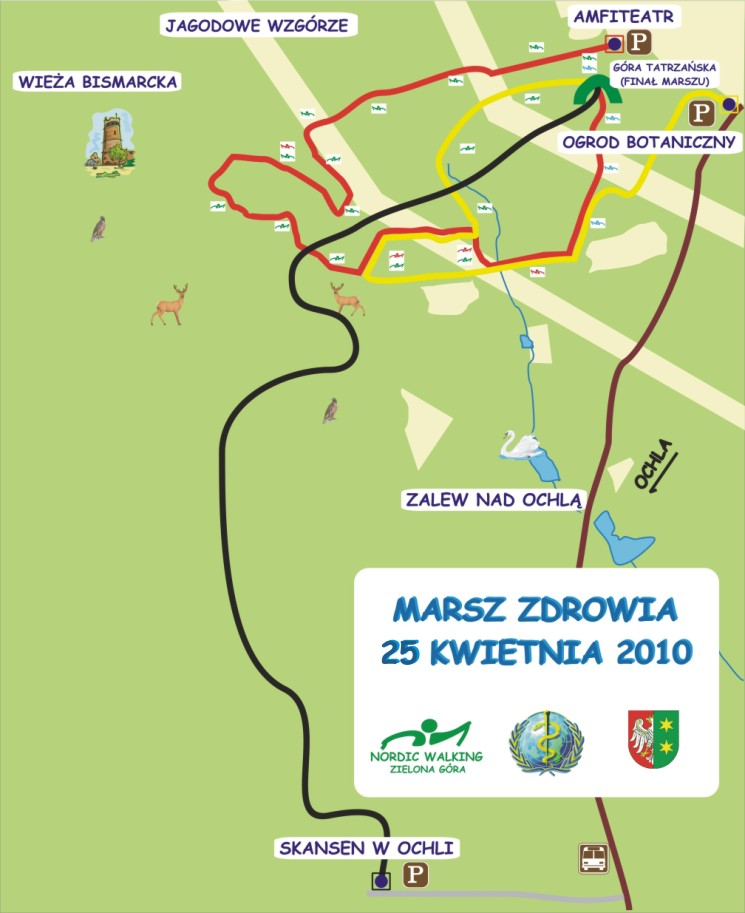 JAGODOWE WZGÓRZE
AMFITEATR
P
WIEŻA BISMARCKA
GÓRA TATRZAŃSKA
(FINAŁ MARSZU)
P
OGROD BOTANICZNY
OCHLA
ZALEW NAD OCHLĄ
MARSZ ZDROWIA
25 KWIETNIA 2010
NORDIC WALKING
ZIELONA GÓRA
SKANSEN W OCHLI
P